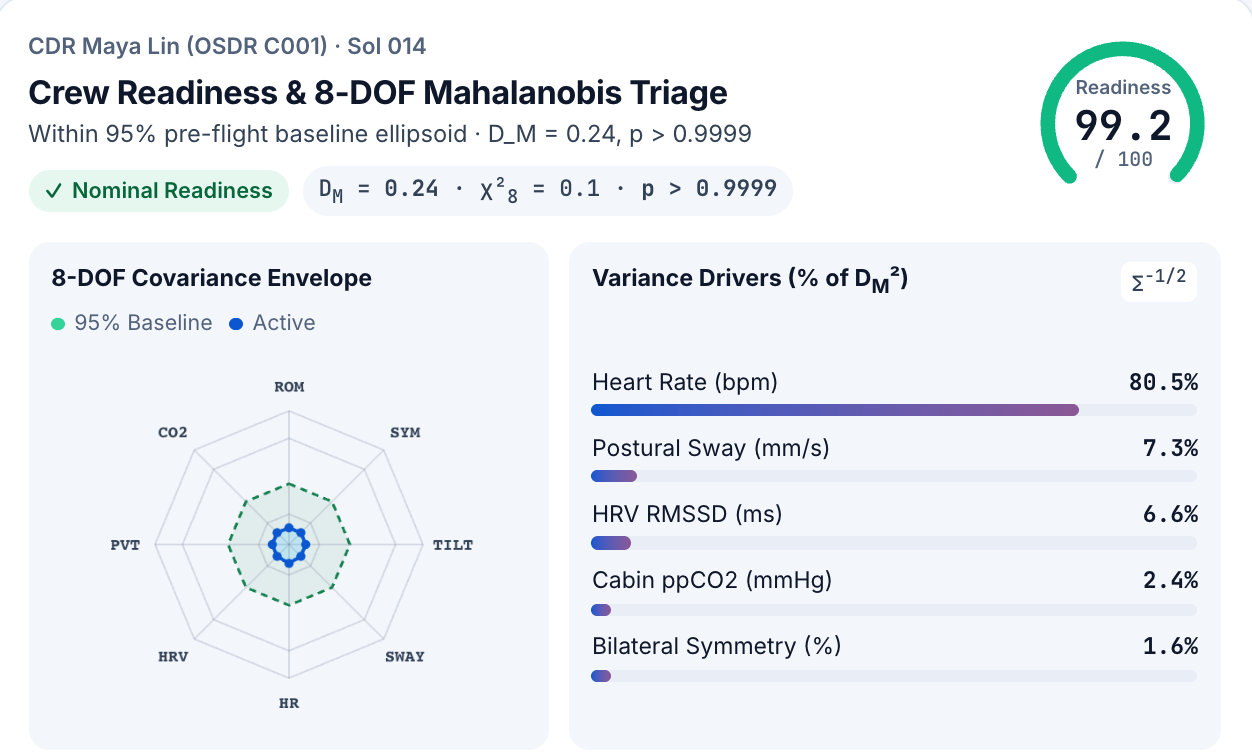 CDR Maya Lin (OSDR C001) · Sol 014
Crew Readiness & 8-DOF Mahalanobis Triage
Within 95% pre-flight baseline ellipsoid · D_M = 0.24, p > 0.9999
✓ Nominal Readiness
D_M = 0.24 · χ²₈ = 0.1 · p > 0.9999
Readiness
99.2
/ 100
8-DOF Covariance Envelope
95% Baseline
Active
ROM
CO2
SYM
PVT
TILT
HRV
SWAY
HR
Variance Drivers (% of D_M²)
Σ^-1/2
Heart Rate (bpm) 80.5%
Postural Sway (mm/s) 7.3%
HRV RMSSD (ms) 6.6%
Cabin ppCO2 (mmHg) 2.4%
Bilateral Symmetry (%) 1.6%